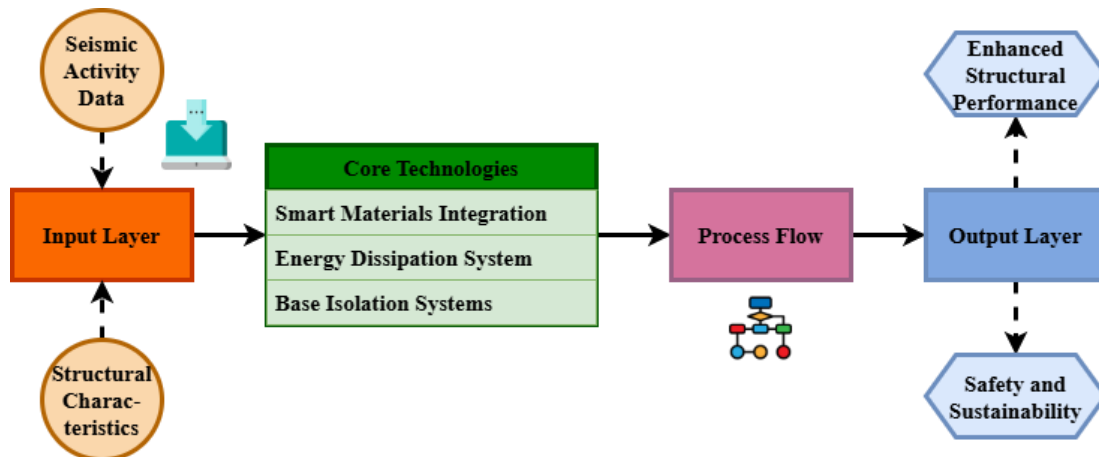 Seismic
Activity
Data
Input Layer
Structural
Charac-
teristics
Core Technologies
Smart Materials Integration
Energy Dissipation System
Base Isolation Systems
Process Flow
Output Layer
Enhanced
Structural
Performance
Safety and
Sustainability